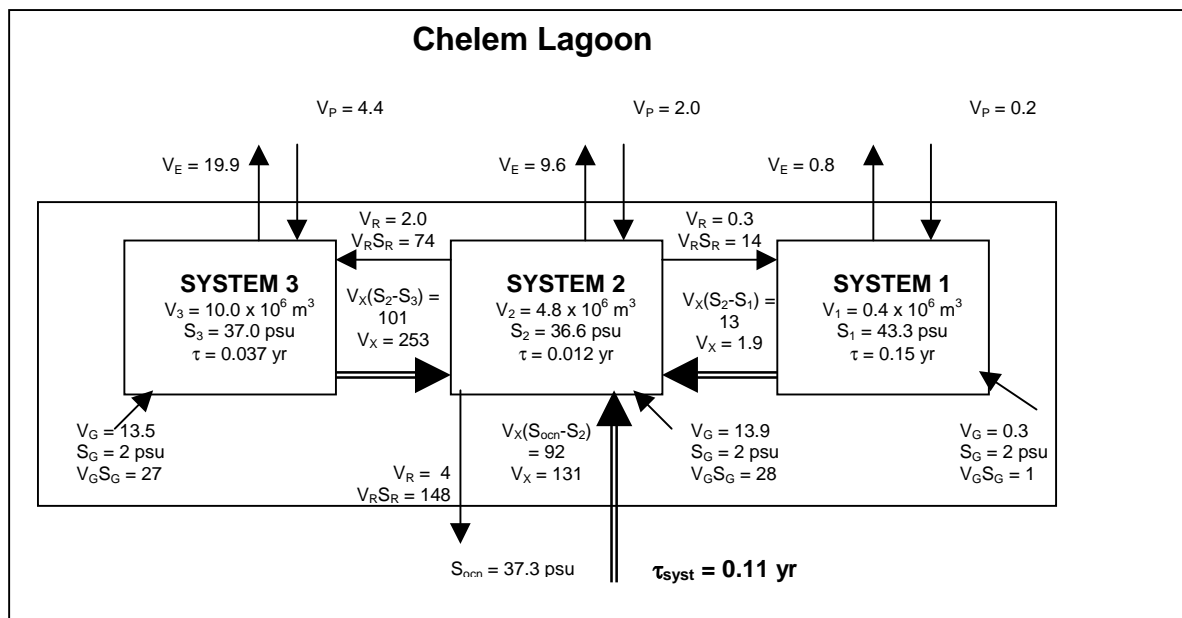 Chelem Lagoon
V_P = 4.4
V_P = 2.0
V_P = 0.2
V_E = 19.9
V_E = 9.6
V_E = 0.8
V_R = 2.0
V_RS_R = 74
V_R = 0.3
V_RS_R = 14
SYSTEM 3
V_3 = 10.0 x 10^6 m^3
S_3 = 37.0 psu
τ = 0.037 yr
V_X(S_2-S_3) =
101
V_X = 253
SYSTEM 2
V_2 = 4.8 x 10^6 m^3
S_2 = 36.6 psu
τ = 0.012 yr
V_X(S_2-S_1) =
13
V_X = 1.9
SYSTEM 1
V_1 = 0.4 x 10^6 m^3
S_1 = 43.3 psu
τ = 0.15 yr
V_G = 13.5
S_G = 2 psu
V_GS_G = 27
V_R = 4
V_RS_R = 148
V_X(S_ocn-S_2)
= 92
V_X = 131
V_G = 13.9
S_G = 2 psu
V_GS_G = 28
V_G = 0.3
S_G = 2 psu
V_GS_G = 1
S_ocn = 37.3 psu
τ_syst = 0.11 yr